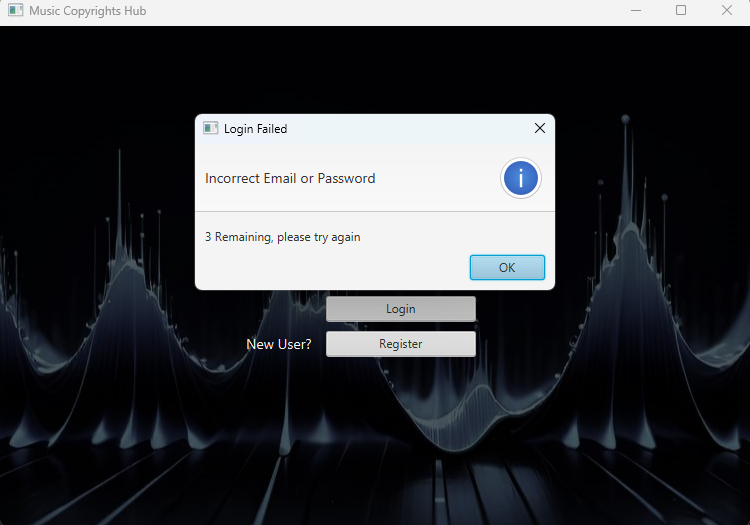 Music Copyrights Hub
Login Failed
Incorrect Email or Password
i
3 Remaining, please try again
OK
Login
New User? Register